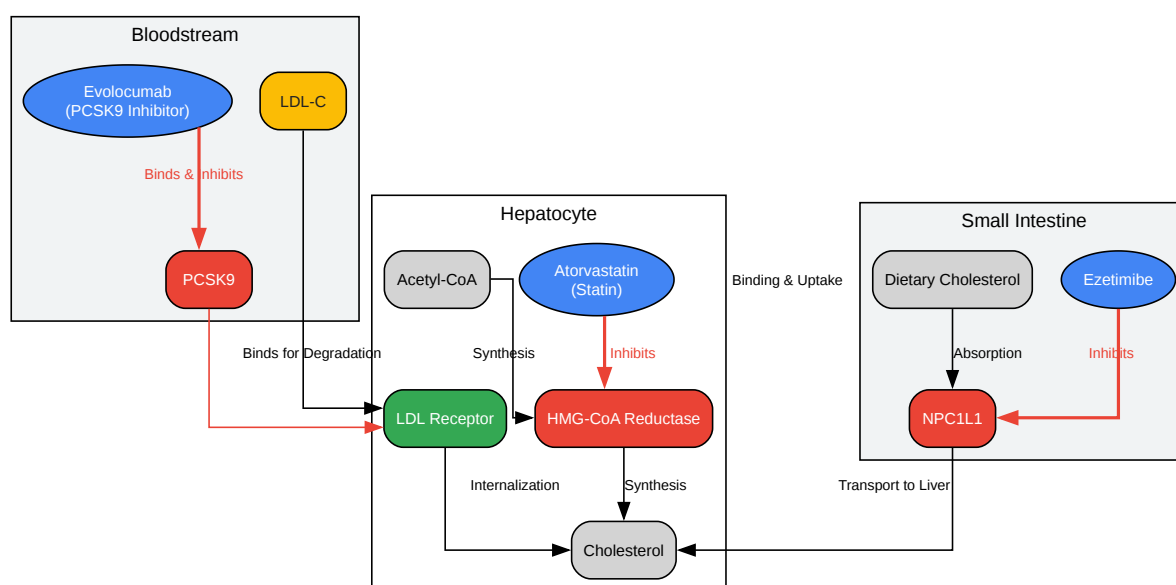 Bloodstream
Evolocumab
(PCSK9 Inhibitor)
LDL-C
Binds & Inhibits
PCSK9
Hepatocyte
Acetyl-CoA
Atorvastatin
(Statin)
Binding & Uptake
Small Intestine
Dietary Cholesterol
Ezetimibe
Binds for Degradation
Synthesis
Inhibits
Absorption
Inhibits
LDL Receptor
HMG-CoA Reductase
NPC1L1
Internalization
Synthesis
Transport to Liver
Cholesterol